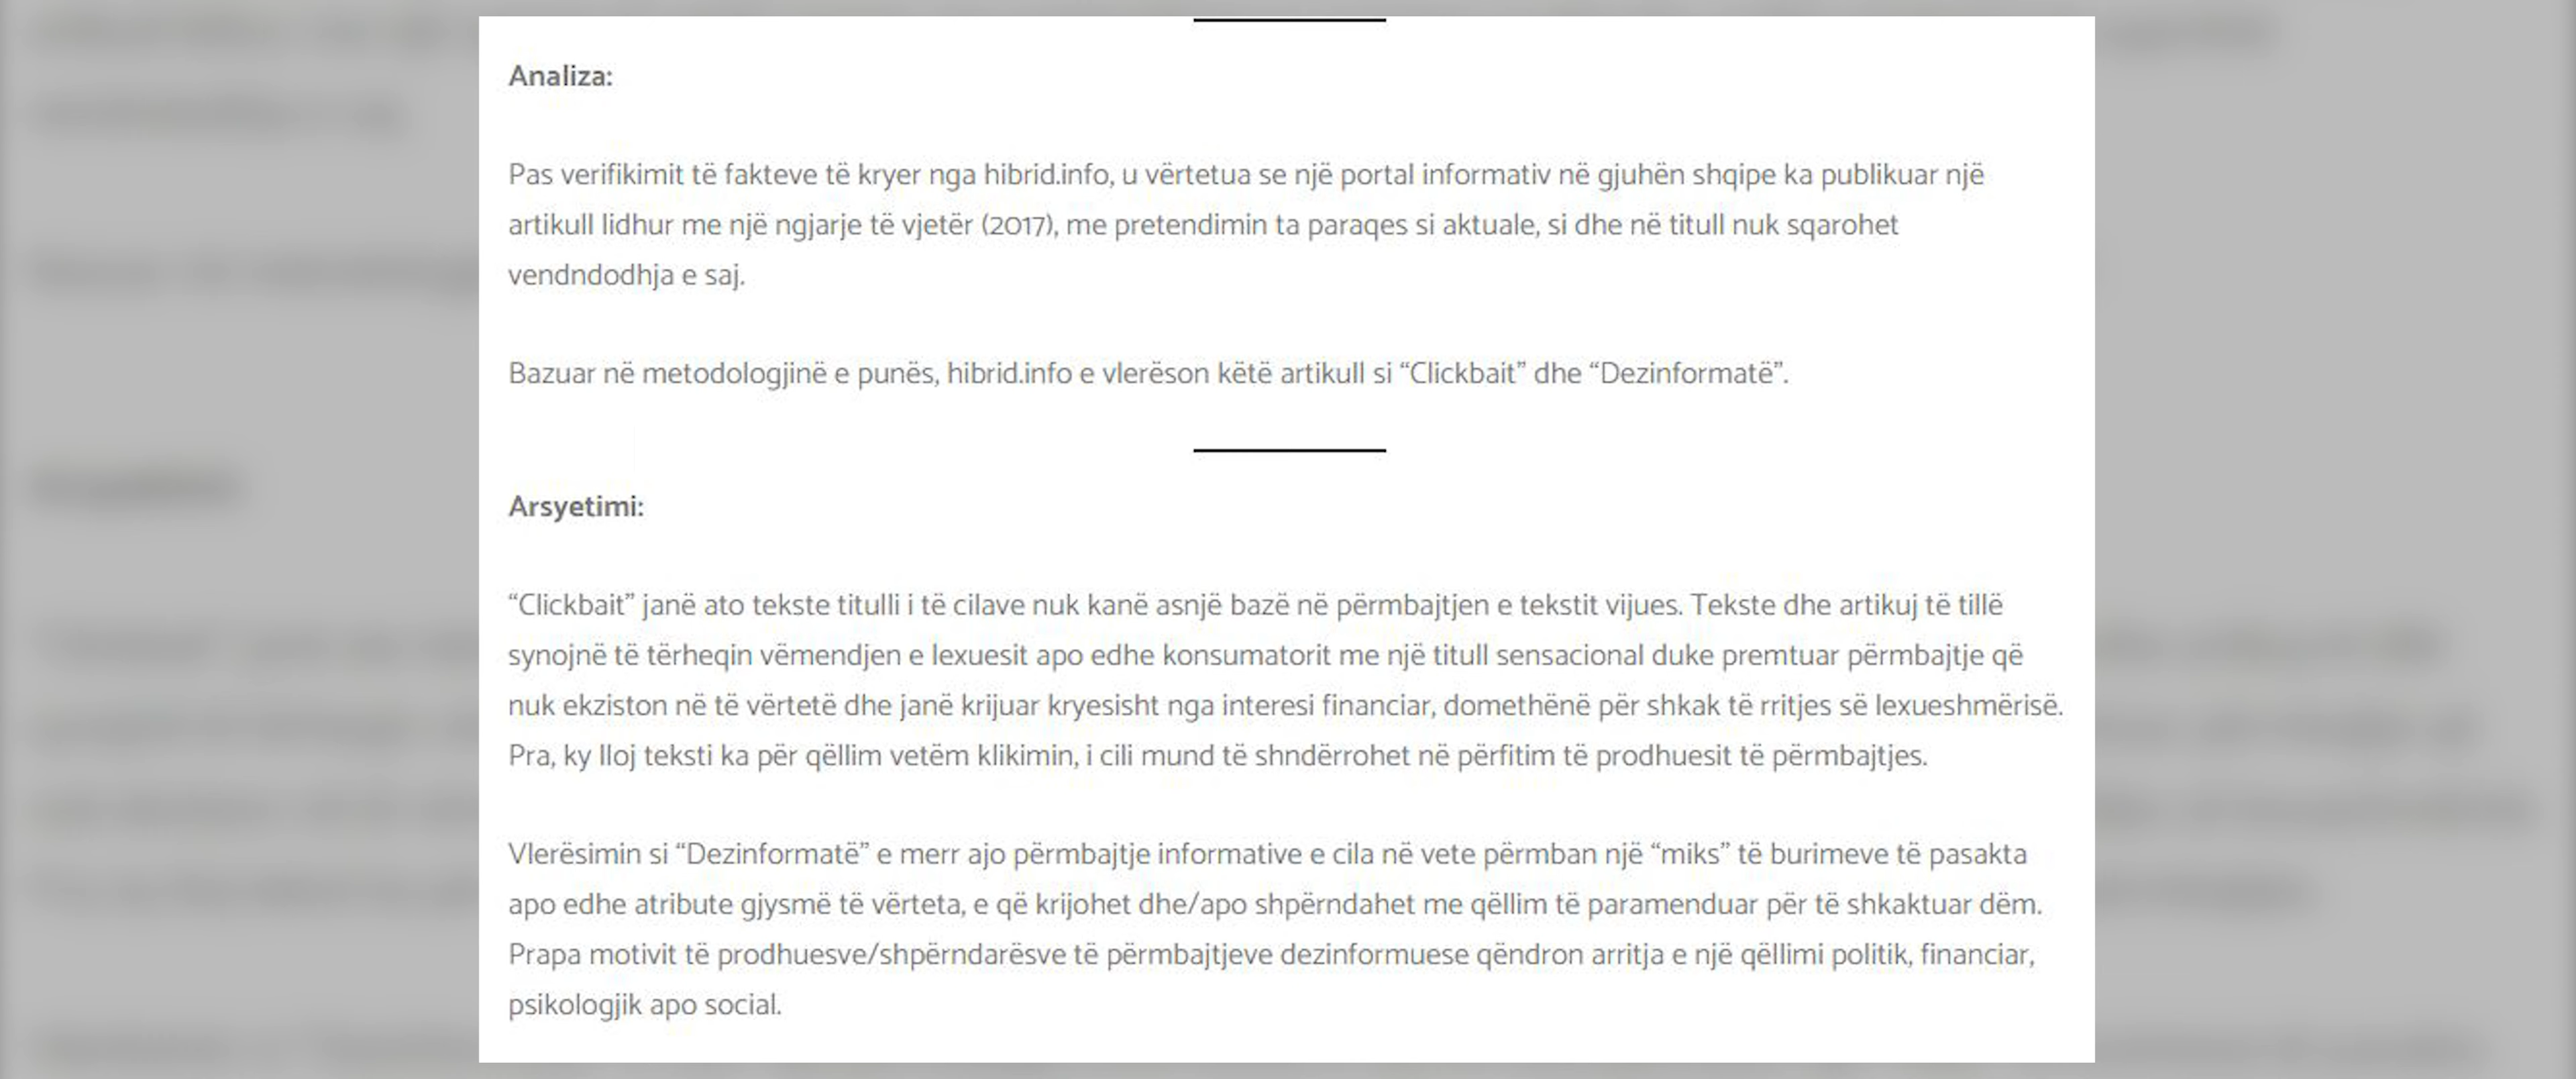 Analiza:
Pas verifikimit të fakteve të kryer nga hibrid.info, u vërtetua se një portal informativ në gjuhën shqipe ka publikuar një
artikull lidhur me një ngjarje të vjetër (2017), me pretendimin ta paraqes si aktuale, si dhe në titull nuk sqarohet
vendndodhja e saj.
Bazuar në metodologjinë e punës, hibrid.info e vlerëson këtë artikull si “Clickbait” dhe “Dezinformatë”.
Arsyetimi:
“Clickbait” janë ato tekste titulli i të cilave nuk kanë asnjë bazë në përmbajtjen e tekstit vijues. Tekste dhe artikuj të tillë
synojnë të tërheqin vëmendjen e lexuesit apo edhe konsumatorit me një titull sensacional duke premtuar përmbajtje që
nuk ekziston në të vërtetë dhe janë krijuar kryesisht nga interesi financiar, domethënë për shkak të rritjes së lexueshmërisë.
Pra, ky lloj teksti ka për qëllim vetëm klikimin, i cili mund të shndërrohet në përfitim të prodhuesit të përmbajtjes.
Vlerësimin si “Dezinformatë” e merr ajo përmbajtje informative e cila në vete përmban një “miks” të burimeve të pasakta
apo edhe atribute gjysmë të vërteta, e që krijohet dhe/apo shpërndahet me qëllim të paramenduar për të shkaktuar dëm.
Prapa motivit të prodhuesve/shpërndarësve të përmbajtjeve dezinformuese qëndron arritja e një qëllimi politik, financiar,
psikologjik apo social.